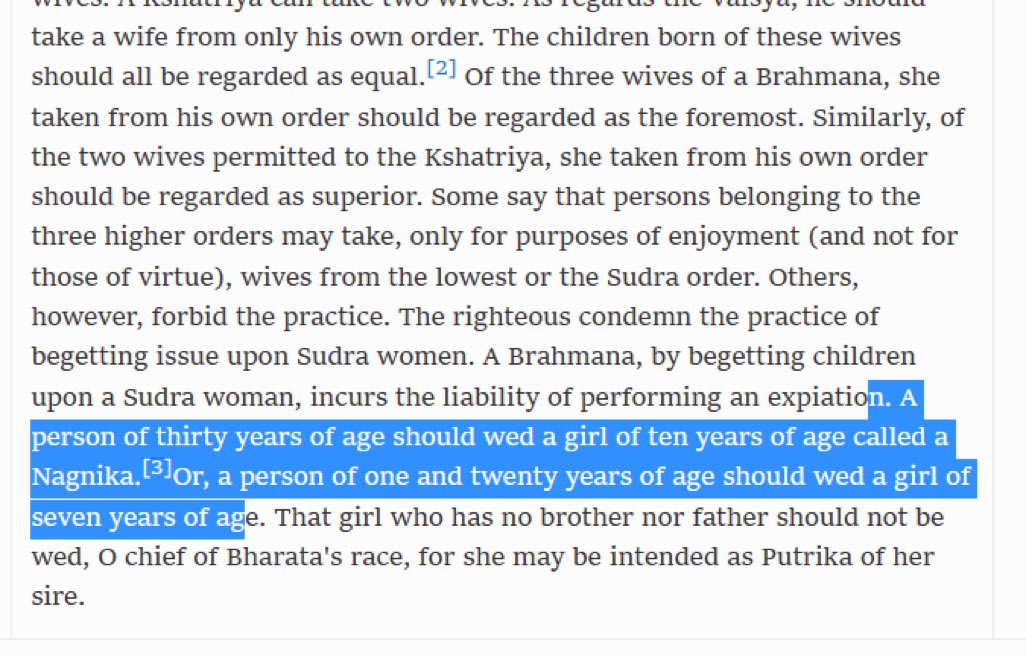 wives. A Kshatriya can take two wives. As regards the Vaisya, he should
take a wife from only his own order. The children born of these wives
should all be regarded as equal.[2] Of the three wives of a Brahmana, she
taken from his own order should be regarded as the foremost. Similarly, of
the two wives permitted to the Kshatriya, she taken from his own order
should be regarded as superior. Some say that persons belonging to the
three higher orders may take, only for purposes of enjoyment (and not for
those of virtue), wives from the lowest or the Sudra order. Others,
however, forbid the practice. The righteous condemn the practice of
begetting issue upon Sudra women. A Brahmana, by begetting children
upon a Sudra woman, incurs the liability of performing an expiation. A
person of thirty years of age should wed a girl of ten years of age called a
Nagnika.[3]Or, a person of one and twenty years of age should wed a girl of
seven years of age. That girl who has no brother nor father should not be
wed, O chief of Bharata's race, for she may be intended as Putrika of her
sire.